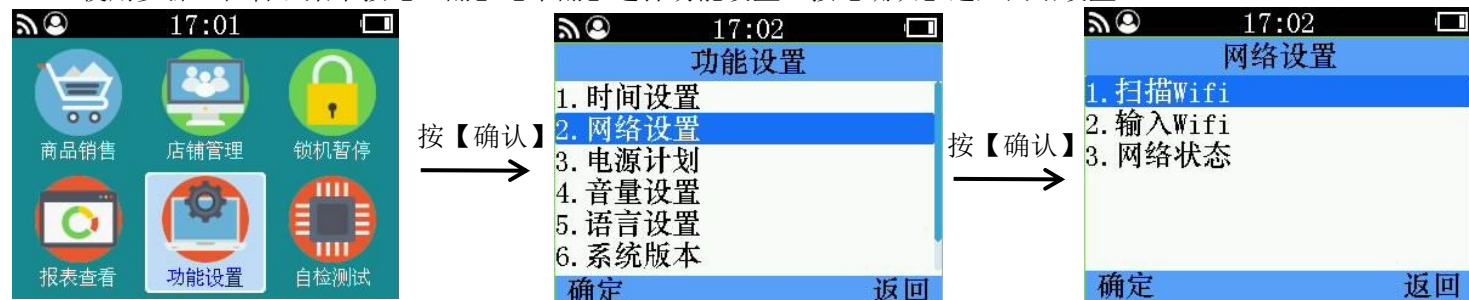 17:01
商品销售
店铺管理
锁机暂停
报表查看
功能设置
自检测试
按【确认】
17:02
功能设置
1.时间设置
2.网络设置
3.电源计划
4.音量设置
5.语言设置
6.系统版本
确定
返回
按【确认】
17:02
网络设置
1.扫描Wifi
2.输入Wifi
3.网络状态
确定
返回